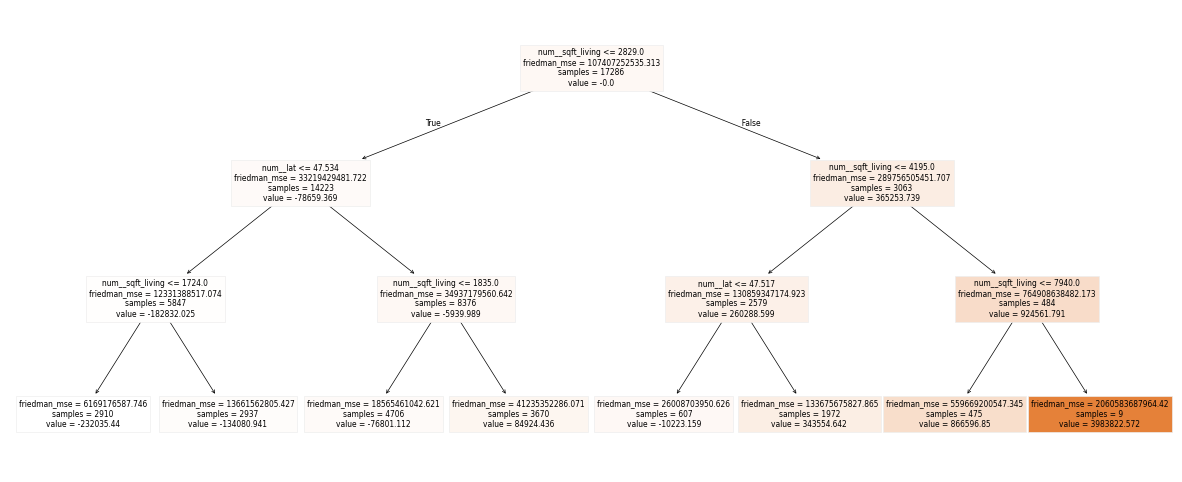 num__sqft_living <= 2829.0
friedman_mse = 107407252535.313
samples = 17286
value = -0.0
True
False
num__lat <= 47.534
friedman_mse = 33219429481.722
samples = 14223
value = -78659.369
num__sqft_living <= 4195.0
friedman_mse = 289756505451.707
samples = 3063
value = 365253.739
num__sqft_living <= 1724.0
friedman_mse = 12331388517.074
samples = 5847
value = -182832.025
num__sqft_living <= 1835.0
friedman_mse = 34937179560.642
samples = 8376
value = -5939.989
num__lat <= 47.517
friedman_mse = 130859347174.923
samples = 2579
value = 260288.599
num__sqft_living <= 7940.0
friedman_mse = 764908638482.173
samples = 484
value = 924561.791
friedman_mse = 6169176587.746
samples = 2910
value = -232035.44
friedman_mse = 13661562805.427
samples = 2937
value = -134080.941
friedman_mse = 18565461042.621
samples = 4706
value = -76801.112
friedman_mse = 41235352286.071
samples = 3670
value = 84924.436
friedman_mse = 26008703950.626
samples = 607
value = -10223.159
friedman_mse = 133675675827.865
samples = 1972
value = 343554.642
friedman_mse = 559669200547.345
samples = 475
value = 866596.85
friedman_mse = 2060583687964.42
samples = 9
value = 3983822.572